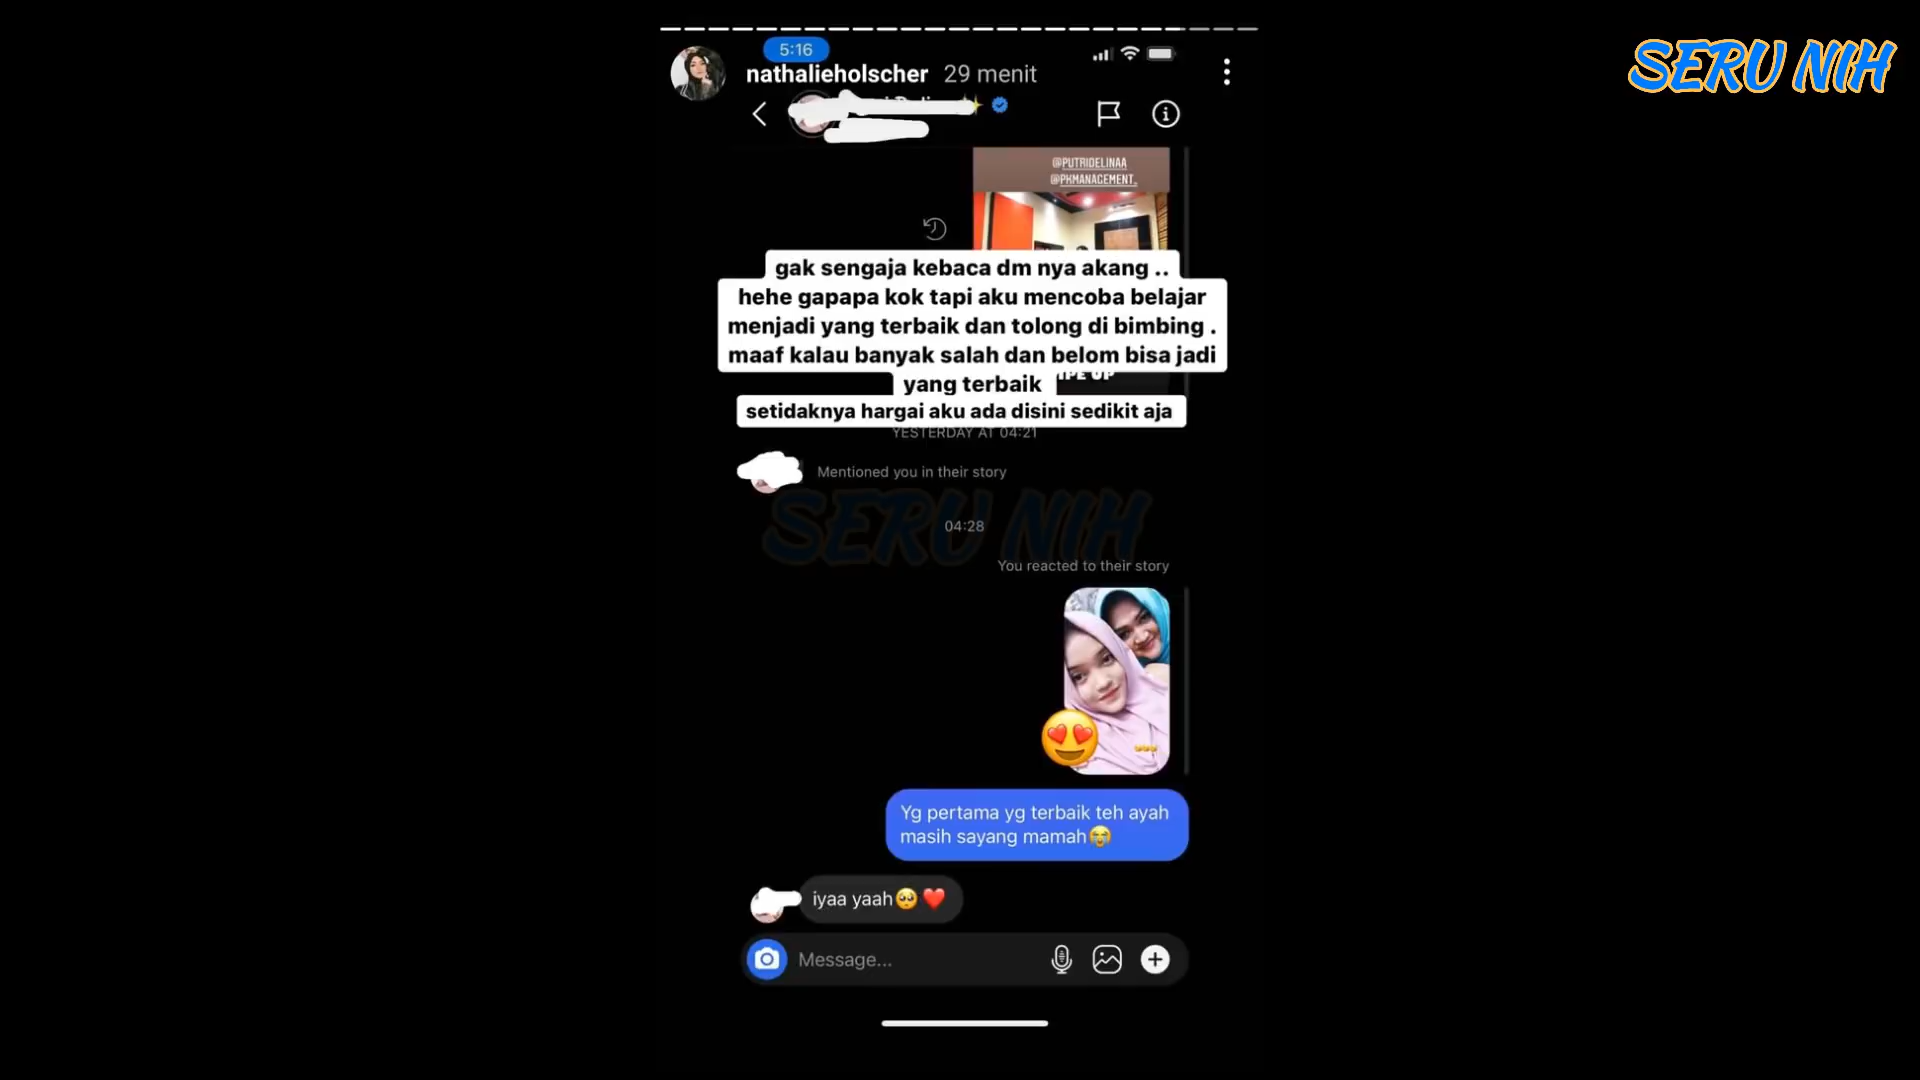 SERU NIH
5:16
nathalieholscher 29 menit
@PUTRIDELINAA
@PKMANAGEMENT_
gak sengaja kebaca dm nya akang ..
hehe gapapa kok tapi aku mencoba belajar
menjadi yang terbaik dan tolong di bimbing .
maaf kalau banyak salah dan belom bisa jadi
yang terbaik
setidaknya hargai aku ada disini sedikit aja
YESTERDAY AT 04:21
Mentioned you in their story
SERU NIH
04:28
You reacted to their story
Yg pertama yg terbaik teh ayah
masih sayang mamah😭
iyaa yaah🥺❤️
Message...